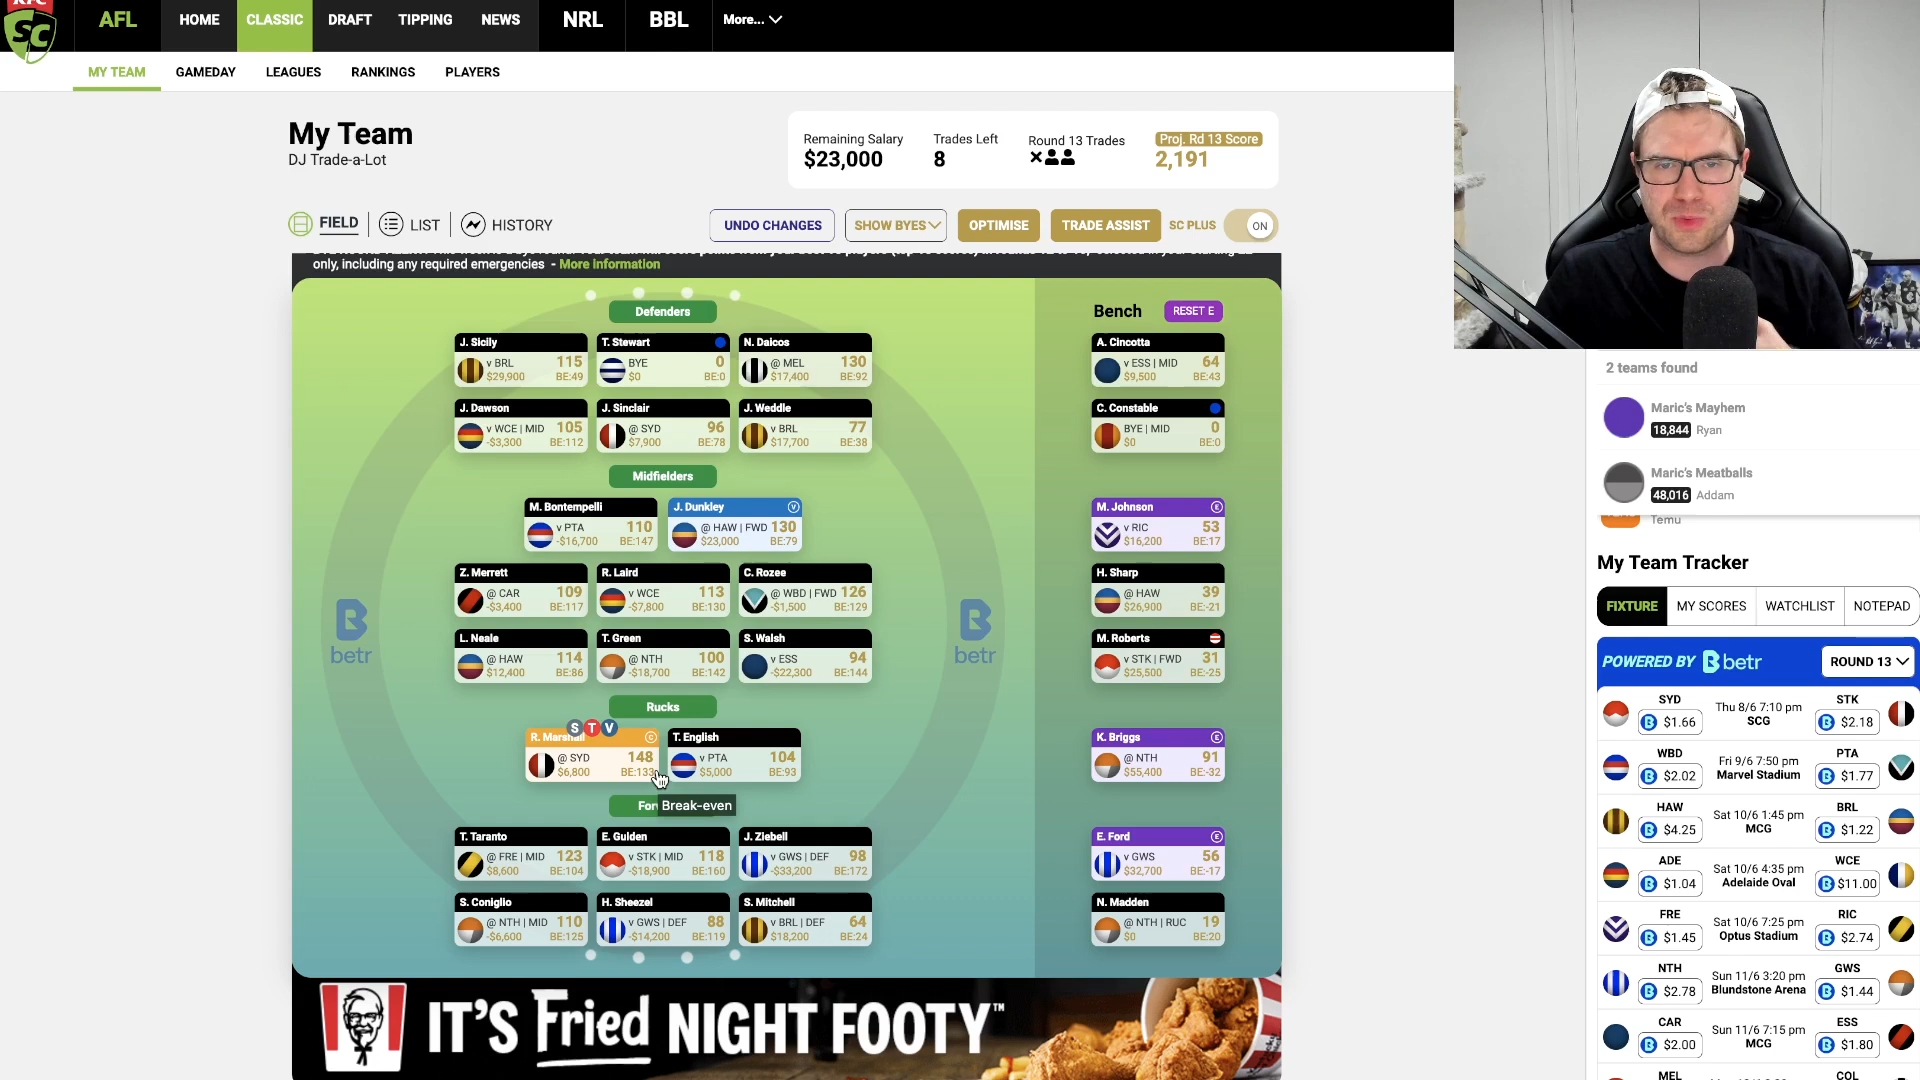 KFC
SC
AFL
HOME
CLASSIC
DRAFT
TIPPING
NEWS
NRL
BBL
More...
MY TEAM
GAMEDAY
LEAGUES
RANKINGS
PLAYERS
My Team
DJ Trade-a-Lot
Remaining Salary
$23,000
Trades Left
8
Round 13 Trades
Proj. Rd 13 Score
2,191
FIELD
LIST
HISTORY
UNDO CHANGES
SHOW BYES
OPTIMISE
TRADE ASSIST
SC PLUS
ON
only, including any required emergencies - More Information
Defenders
Bench
RESET E
J. Sicily
v BRL 115
$29,900 BE:49
T. Stewart
BYE 0
$0 BE:0
N. Daicos
@ MEL 130
$17,400 BE:92
A. Cincotta
v ESS | MID 64
$9,500 BE:43
J. Dawson
v WCE | MID 105
-$3,300 BE:112
J. Sinclair
@ SYD 96
$7,900 BE:78
J. Weddle
v BRL 77
$17,700 BE:38
C. Constable
BYE | MID 0
$0 BE:0
Midfielders
M. Bontempelli
v PTA 110
-$16,700 BE:147
J. Dunkley V
@ HAW | FWD 130
$23,000 BE:79
M. Johnson E
v RIC 53
$16,200 BE:17
Z. Merrett
@ CAR 109
-$3,400 BE:117
R. Laird
v WCE 113
-$7,800 BE:130
C. Rozee
@ WBD | FWD 126
-$1,500 BE:129
H. Sharp
@ HAW 39
$26,900 BE:-21
L. Neale
@ HAW 114
$12,400 BE:86
T. Green
@ NTH 100
-$18,700 BE:142
S. Walsh
v ESS 94
-$22,300 BE:144
M. Roberts
v STK | FWD 31
$25,500 BE:-25
betr
betr
Rucks
S T V
R. Marshall C
@ SYD 148
$6,800 BE:133
T. English
v PTA 104
$5,000 BE:93
K. Briggs E
@ NTH 91
$55,400 BE:-32
Break-even
T. Taranto
@ FRE | MID 123
$8,600 BE:104
E. Gulden
v STK | MID 118
-$18,900 BE:160
J. Ziebell
v GWS | DEF 98
-$33,200 BE:172
E. Ford E
v GWS 56
$32,700 BE:-17
S. Coniglio
@ NTH | MID 110
-$6,600 BE:125
H. Sheezel
v GWS | DEF 88
-$14,200 BE:119
S. Mitchell
v BRL | DEF 64
$18,200 BE:24
N. Madden
@ NTH | RUC 19
$0 BE:20
IT'S Fried NIGHT FOOTY™
2 teams found
Maric's Mayhem
18,844 Ryan
Maric's Meatballs
48,016 Addam
Temu
My Team Tracker
FIXTURE
MY SCORES
WATCHLIST
NOTEPAD
POWERED BY betr
ROUND 13
SYD Thu 8/6 7:10 pm STK
$1.66 SCG $2.18
WBD Fri 9/6 7:50 pm PTA
$2.02 Marvel Stadium $1.77
HAW Sat 10/6 1:45 pm BRL
$4.25 MCG $1.22
ADE Sat 10/6 4:35 pm WCE
$1.04 Adelaide Oval $11.00
FRE Sat 10/6 7:25 pm RIC
$1.45 Optus Stadium $2.74
NTH Sun 11/6 3:20 pm GWS
$2.78 Blundstone Arena $1.44
CAR Sun 11/6 7:15 pm ESS
$2.00 MCG $1.80
MEL COL